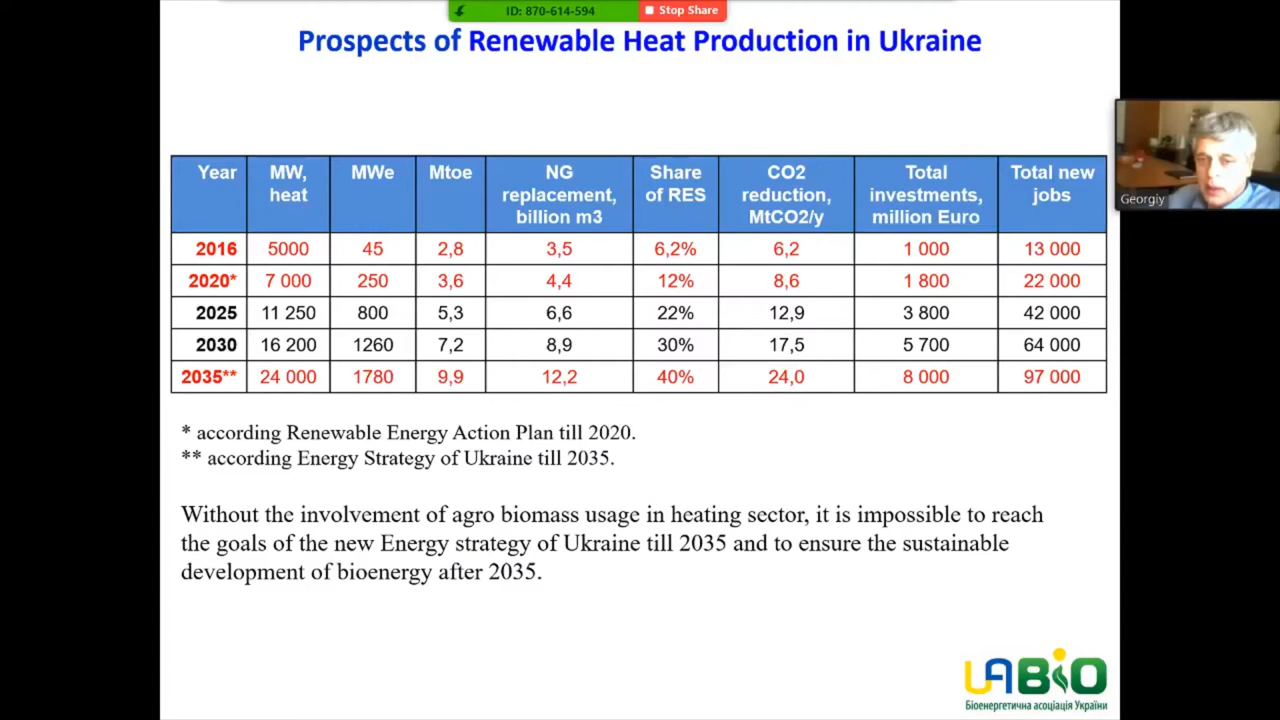 ID: 870-614-594 Stop Share
Prospects of Renewable Heat Production in Ukraine
Georgiy
Year MW, heat MWe Mtoe NG replacement, billion m3 Share of RES CO2 reduction, MtCO2/y Total investments, million Euro Total new jobs
2016 5000 45 2,8 3,5 6,2% 6,2 1 000 13 000
2020* 7 000 250 3,6 4,4 12% 8,6 1 800 22 000
2025 11 250 800 5,3 6,6 22% 12,9 3 800 42 000
2030 16 200 1260 7,2 8,9 30% 17,5 5 700 64 000
2035** 24 000 1780 9,9 12,2 40% 24,0 8 000 97 000
* according Renewable Energy Action Plan till 2020.
** according Energy Strategy of Ukraine till 2035.
Without the involvement of agro biomass usage in heating sector, it is impossible to reach
the goals of the new Energy strategy of Ukraine till 2035 and to ensure the sustainable
development of bioenergy after 2035.
UABIO
Біоенергетична асоціація України